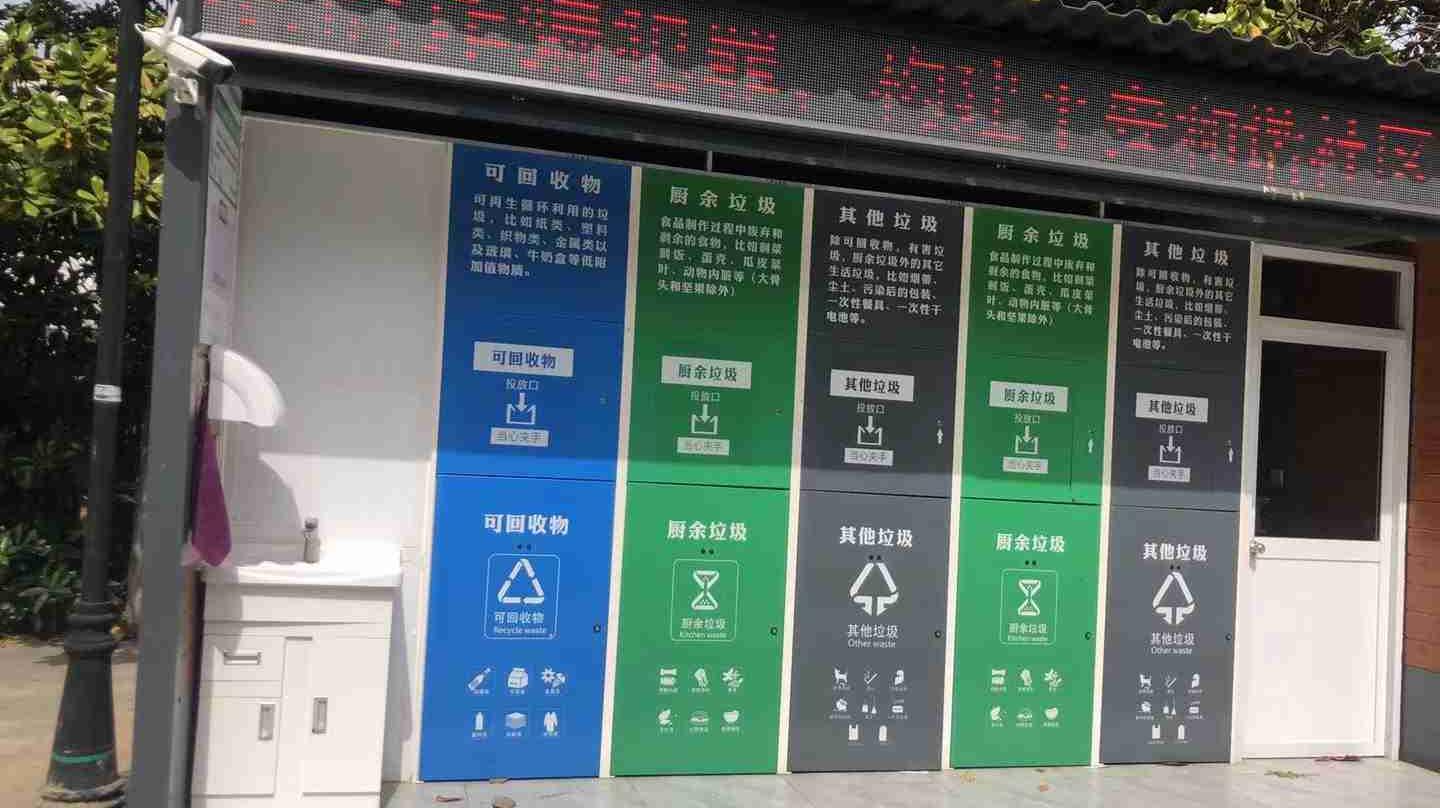 构建平安和谐社区
可回收物
可再生循环利用的垃
圾，比如纸类、塑料
类、织物类、金属类以
及玻璃、牛奶盒等低附
加值物质。
可回收物
投放口
当心夹手
可回收物
可回收物
Recycle waste
厨余垃圾
食品制作过程中废弃和
剩余的食物，比如剩菜
剩饭、蛋壳、瓜皮菜
叶、动物内脏等（大骨
头和坚果除外）
厨余垃圾
投放口
当心夹手
厨余垃圾
厨余垃圾
Kitchen waste
其他垃圾
除可回收物，有害垃
圾，厨余垃圾外的其它
生活垃圾，比如烟蒂、
尘土、污染后的包装、
一次性餐具、一次性干
电池等。
其他垃圾
投放口
当心夹手
其他垃圾
其他垃圾
Other waste
厨余垃圾
食品制作过程中废弃和
剩余的食物，比如剩菜
剩饭、蛋壳、瓜皮菜
叶、动物内脏等（大骨
头和坚果除外）
厨余垃圾
投放口
当心夹手
厨余垃圾
厨余垃圾
Kitchen waste
其他垃圾
除可回收物，有害垃
圾，厨余垃圾外的其它
生活垃圾，比如烟蒂、
尘土、污染后的包装、
一次性餐具、一次性干
电池等。
其他垃圾
投放口
当心夹手
其他垃圾
其他垃圾
Other waste